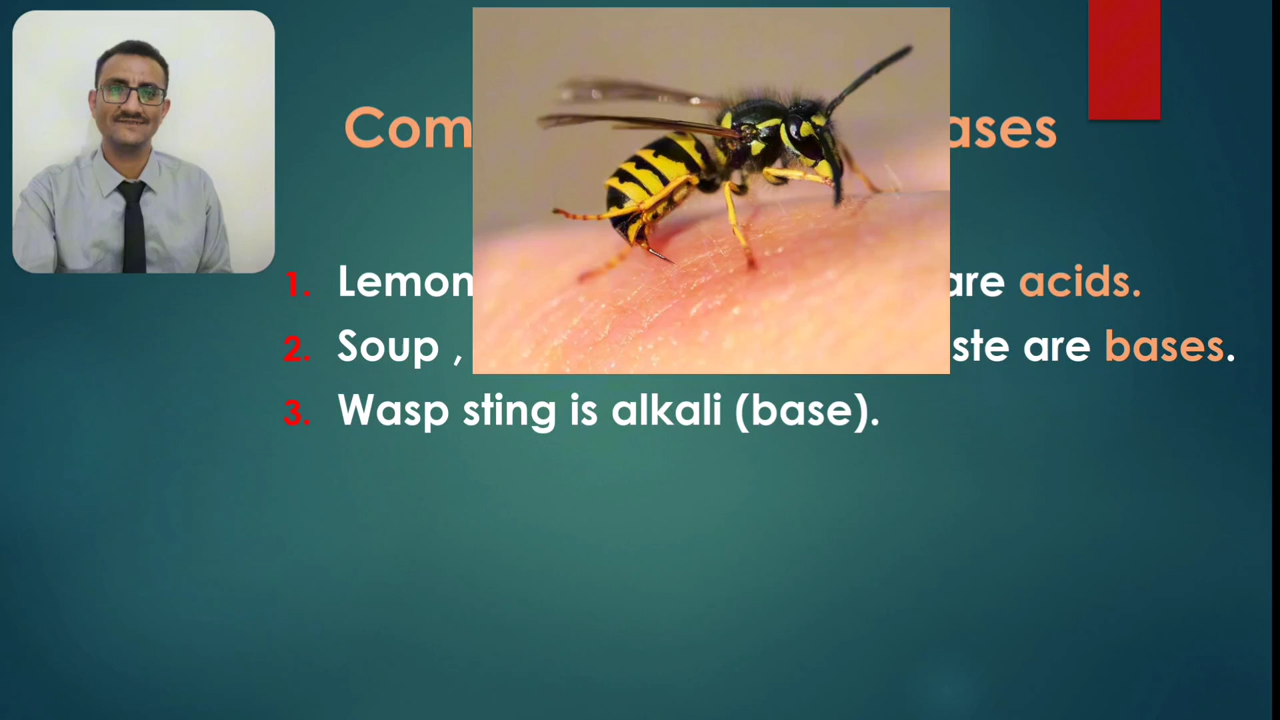 Com ases
1. Lemon are acids.
2. Soup , ste are bases.
3. Wasp sting is alkali (base).